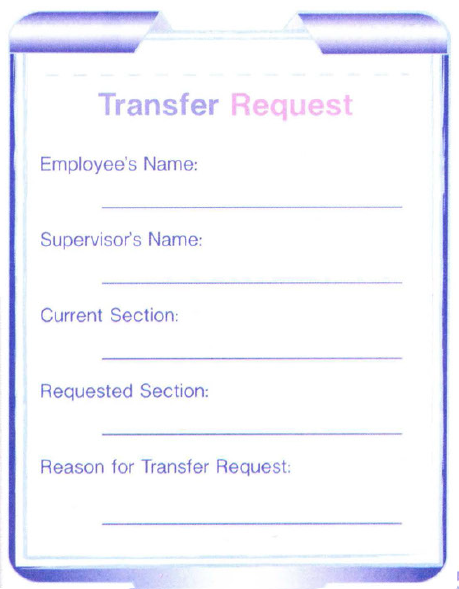 Transfer Request
Employee's Name:
Supervisor's Name:
Current Section:
Requested Section:
Reason for Transfer Request: